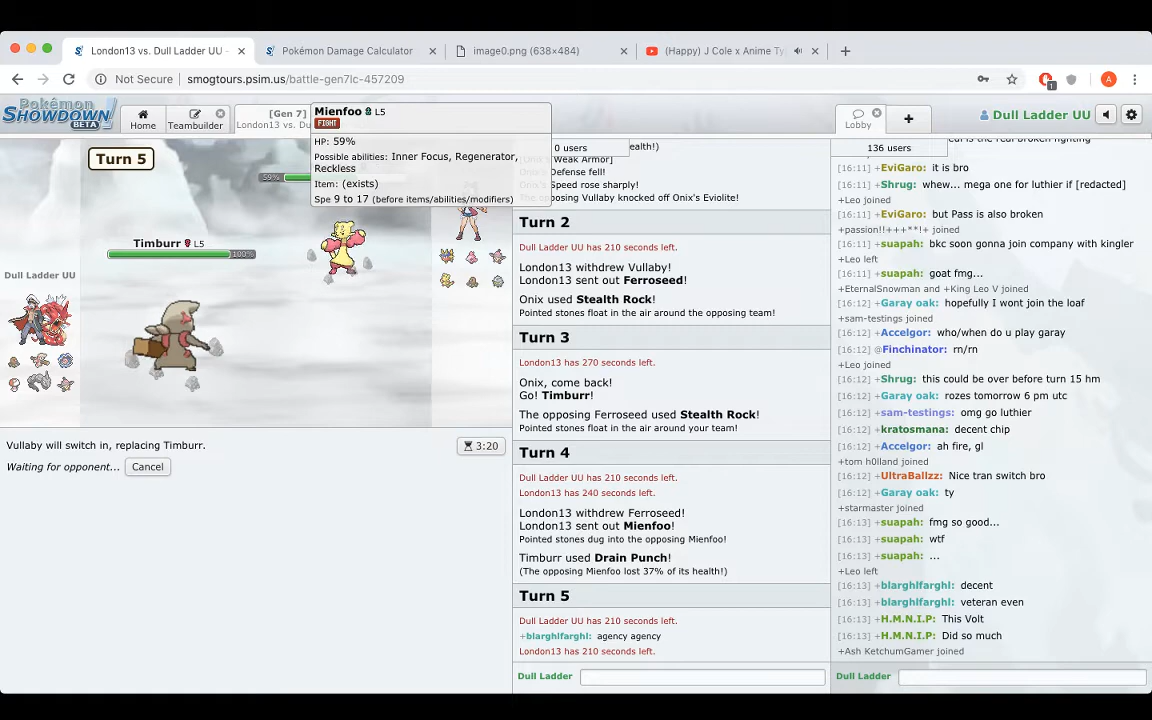 London13 vs. Dull Ladder UU -
Pokémon Damage Calculator
image0.png (638×484)
(Happy) J Cole x Anime Ty
Not Secure
smogtours.psim.us/battle-gen7lc-457209
A
Pokémon
SHOWDOWN
BETA
Home
Teambuilder
[Gen 7]
London13 vs. Du
Lobby
Dull Ladder UU
Mienfoo L5
FIGHT
HP: 59%
Possible abilities: Inner Focus, Regenerator,
Reckless
Item: (exists)
Spe 9 to 17 (before items/abilities/modifiers)
Turn 5
59%
Timburr L5
100%
Dull Ladder UU
Vullaby will switch in, replacing Timburr.
3:20
Waiting for opponent...
Cancel
0 users
ealth!)
Weak Armor]
Onix's Defense fell!
Onix's Speed rose sharply!
The opposing Vullaby knocked off Onix's Eviolite!
Turn 2
Dull Ladder UU has 210 seconds left.
London13 withdrew Vullaby!
London13 sent out Ferroseed!
Onix used Stealth Rock!
Pointed stones float in the air around the opposing team!
Turn 3
London13 has 270 seconds left.
Onix, come back!
Go! Timburr!
The opposing Ferroseed used Stealth Rock!
Pointed stones float in the air around your team!
Turn 4
Dull Ladder UU has 210 seconds left.
London13 has 240 seconds left.
London13 withdrew Ferroseed!
London13 sent out Mienfoo!
Pointed stones dug into the opposing Mienfoo!
Timburr used Drain Punch!
(The opposing Mienfoo lost 37% of its health!)
Turn 5
Dull Ladder UU has 210 seconds left.
+blarghlfarghl: agency agency
London13 has 210 seconds left.
Dull Ladder
136 users
[16:11] +EviGaro: it is bro
[16:11] +Shrug: whew... mega one for luthier if [redacted]
+Leo joined
[16:11] +EviGaro: but Pass is also broken
+passion!!+++**!+ joined
[16:11] +suapah: bkc soon gonna join company with kingler
+Leo left
[16:11] +suapah: goat fmg...
+EternalSnowman and +King Leo V joined
[16:12] +Garay oak: hopefully I wont join the loaf
+sam-testings joined
[16:12] +Accelgor: who/when do u play garay
[16:12] @Finchinator: rn/rn
+Leo joined
[16:12] +Shrug: this could be over before turn 15 hm
[16:12] +Garay oak: rozes tomorrow 6 pm utc
[16:12] +sam-testings: omg go luthier
[16:12] +kratosmana: decent chip
[16:12] +Accelgor: ah fire, gl
+tom h0lland joined
[16:12] +UltraBallzz: Nice tran switch bro
[16:12] +Garay oak: ty
+starmaster joined
[16:13] +suapah: fmg so good...
[16:13] +suapah: wtf
[16:13] +suapah: ...
+Leo left
[16:13] +blarghlfarghl: decent
[16:13] +blarghlfarghl: veteran even
[16:13] +H.M.N.I.P: This Volt
[16:13] +H.M.N.I.P: Did so much
+Ash KetchumGamer joined
Dull Ladder